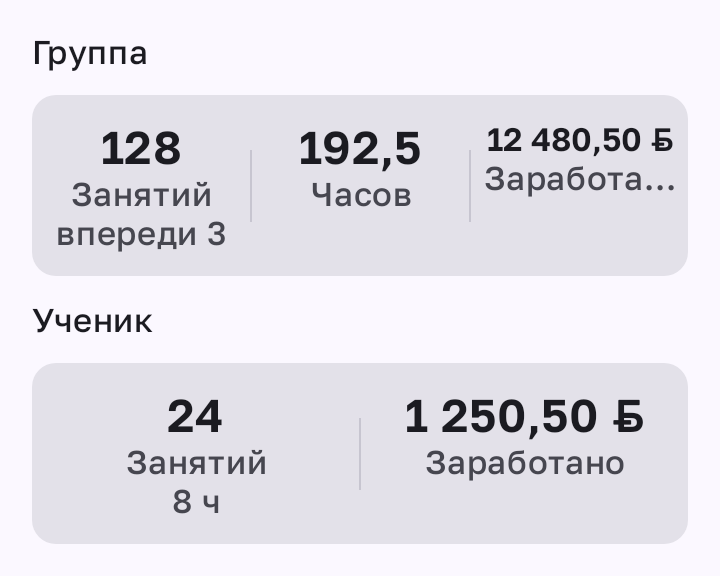 Группа
128
Занятий
впереди 3
192,5
Часов
12 480,50 Ƃ
Заработа…
Ученик
24
Занятий
8 ч
1 250,50 Ƃ
Заработано